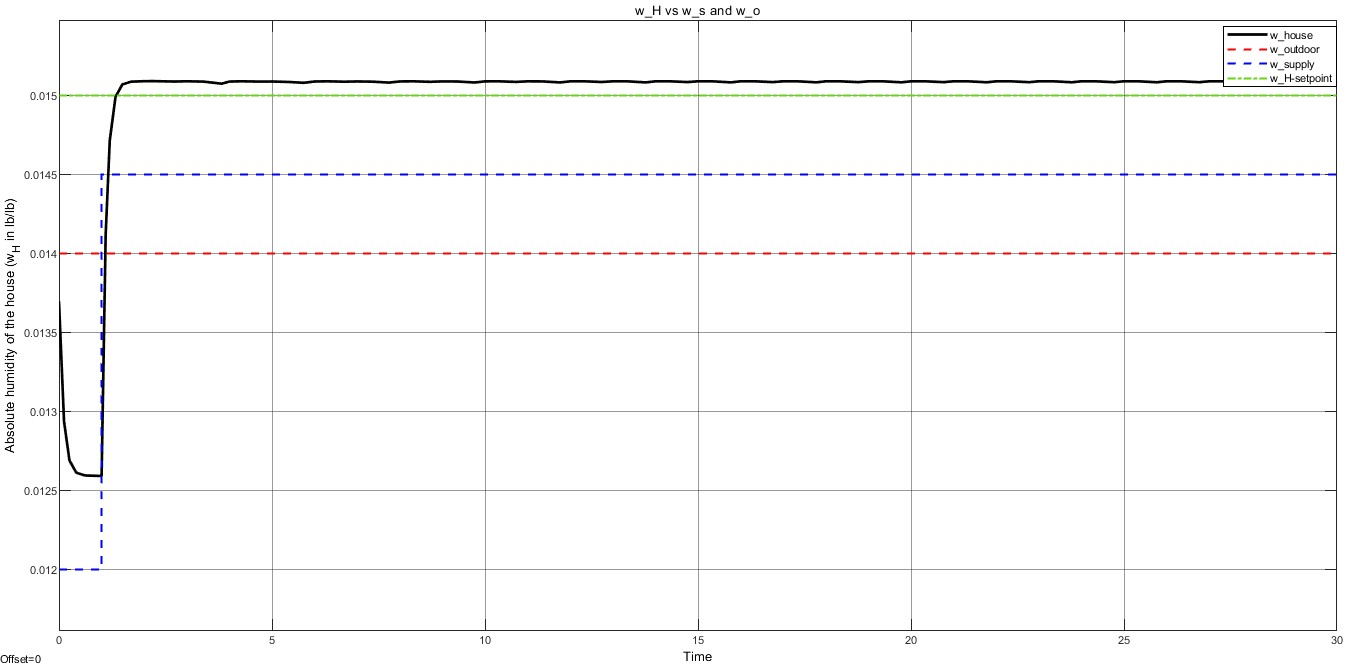 w_H vs w_s and w_o
w_house
w_outdoor
w_supply
w_H-setpoint
Absolute humidity of the house (w_H in lb/lb)
0.015
0.0145
0.014
0.0135
0.013
0.0125
0.012
0 5 10 15 20 25 30
Time
Offset=0